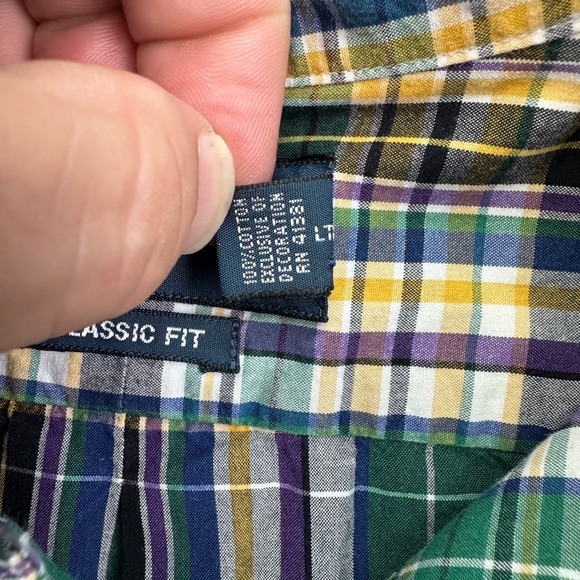 100% COTTON
EXCLUSIVE OF
DECORATION
RN 41381
LT
CLASSIC FIT